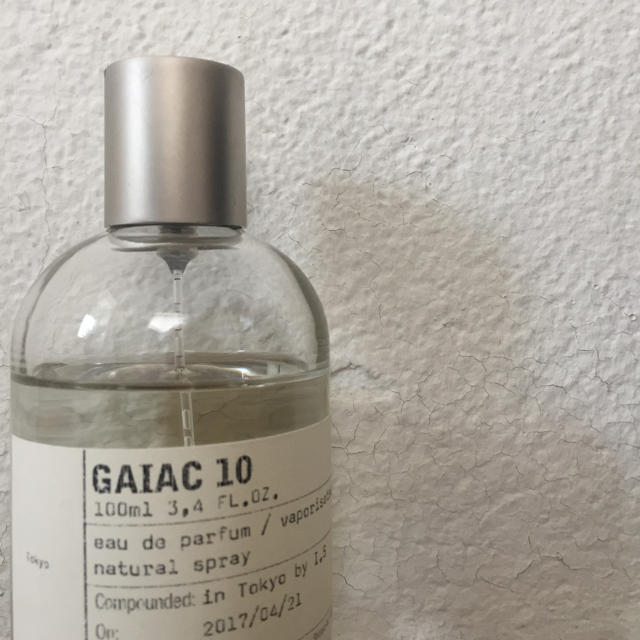 GAIAC 10
100ml 3,4 FL.OZ.
eau de parfum / vaporisat
natural spray
Tokyo
Compounded: in Tokyo by
On: 2017/04/21